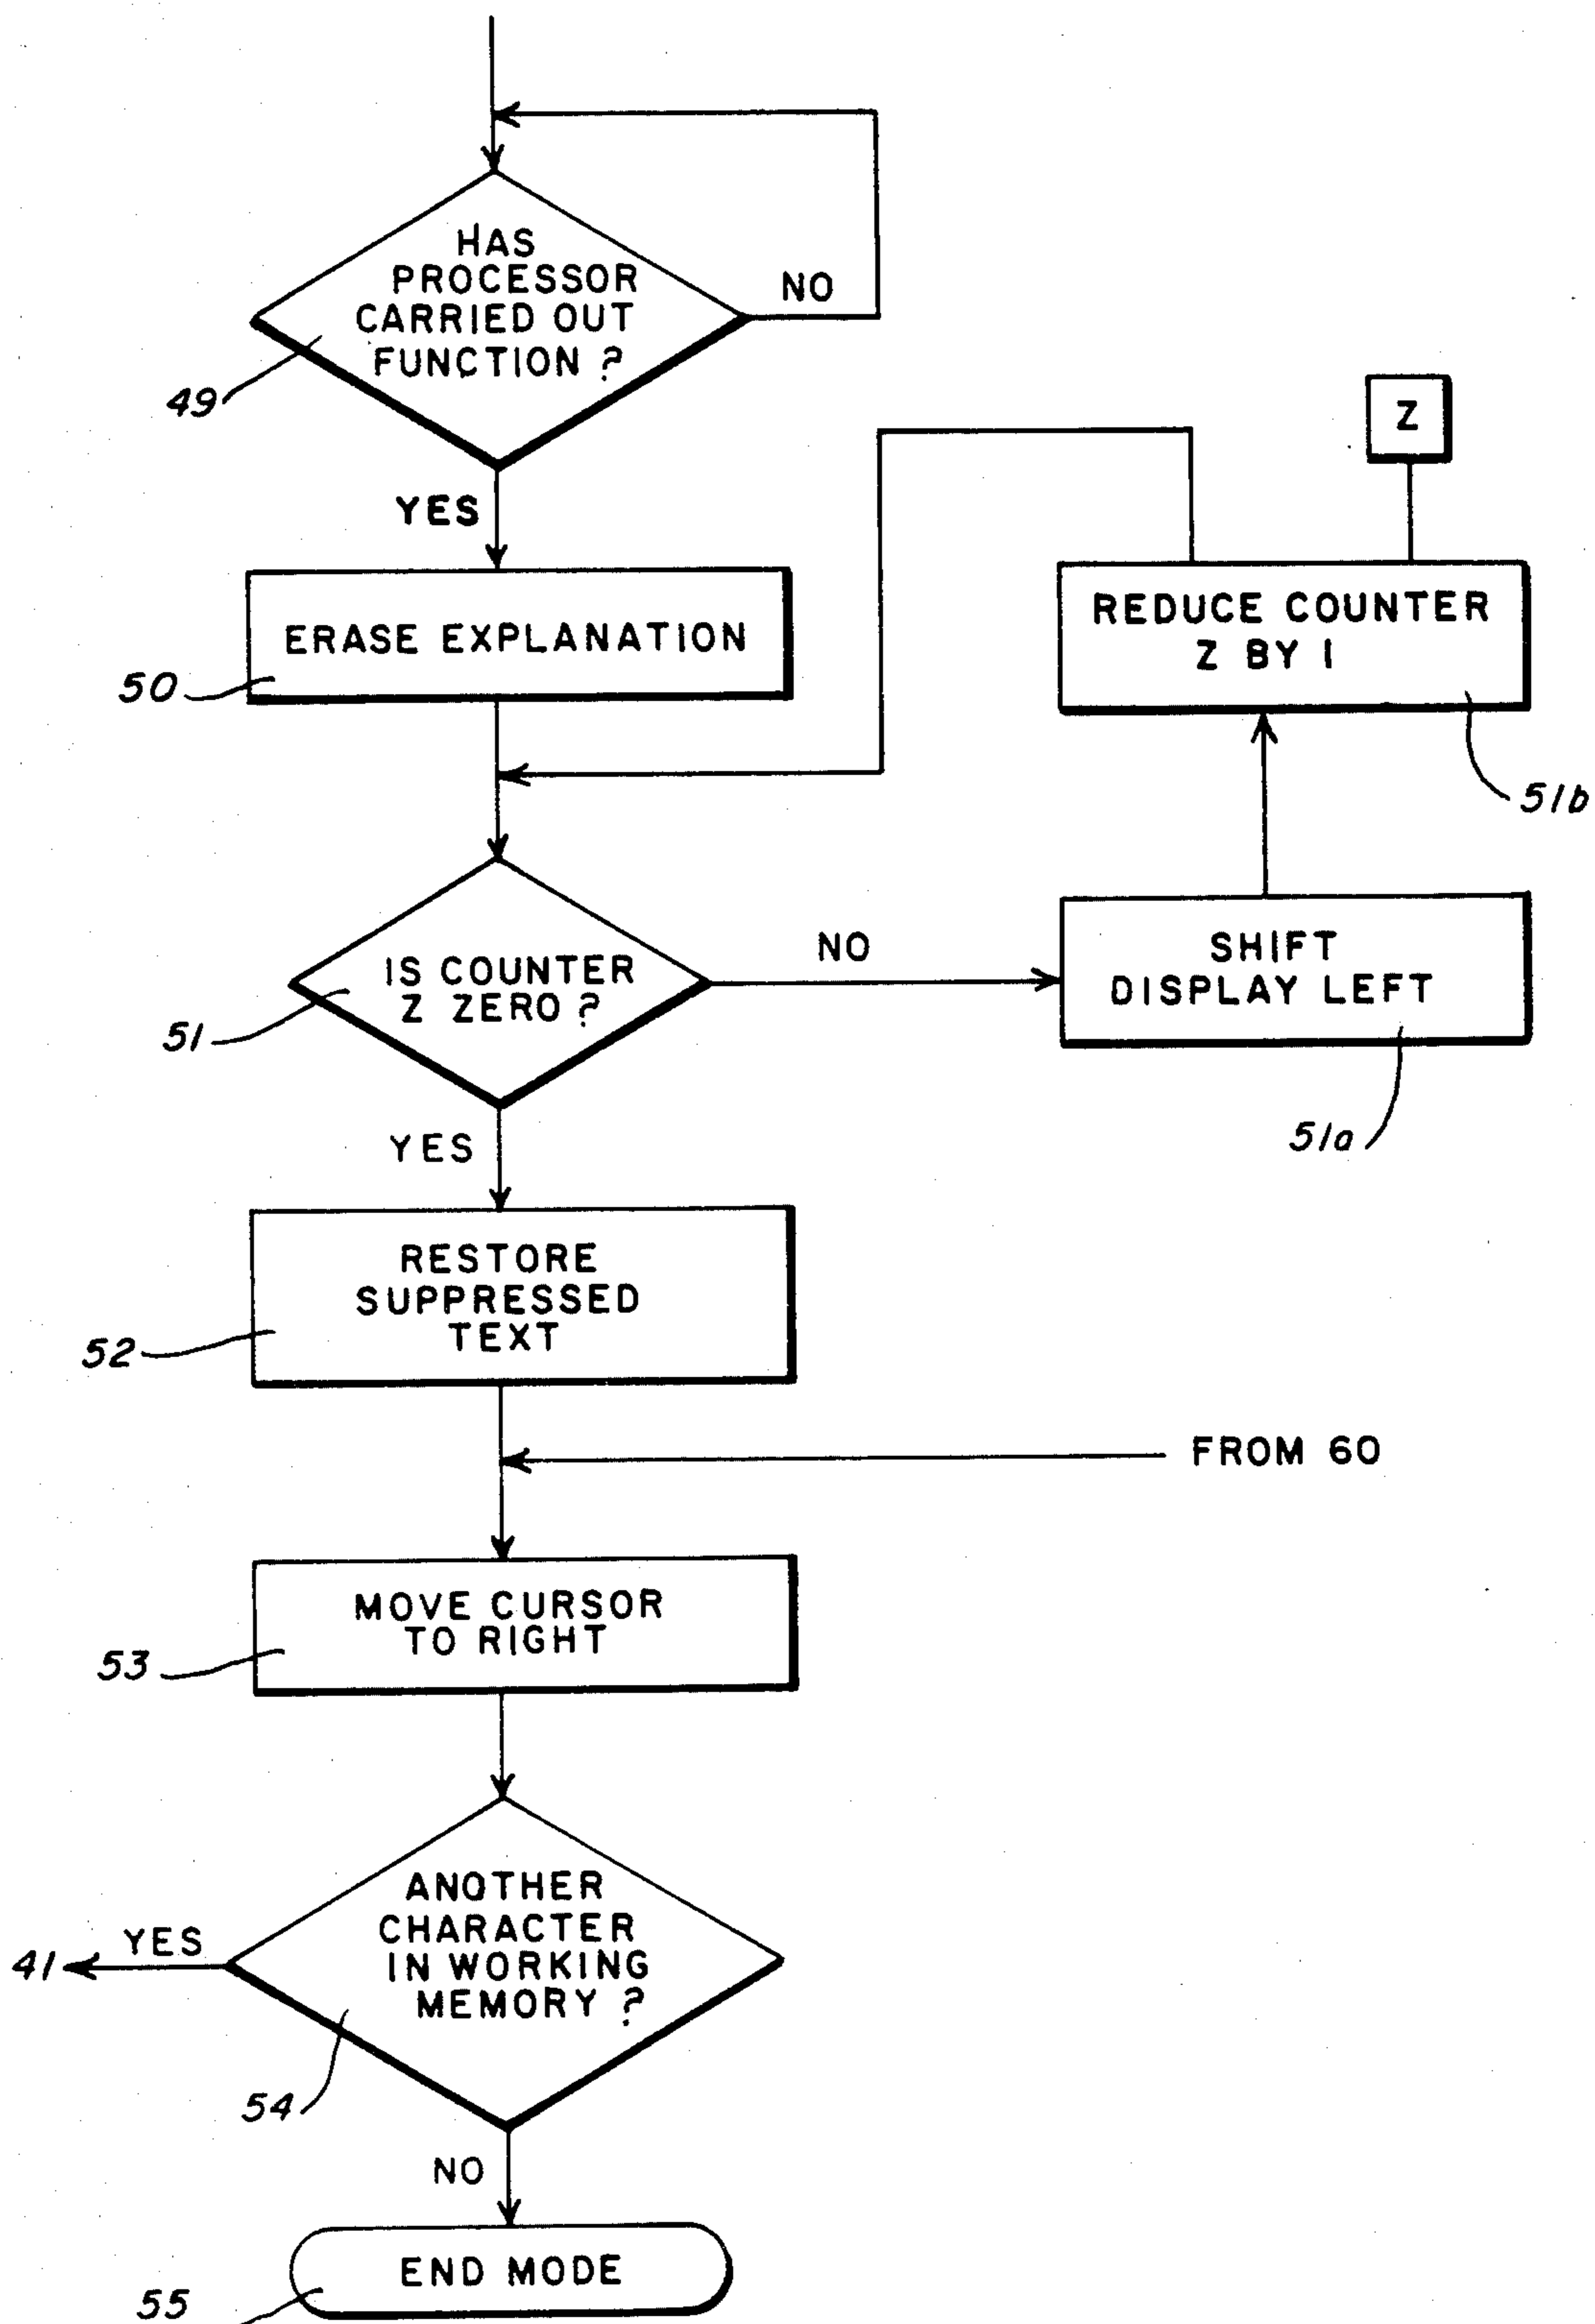 HAS
PROCESSOR
CARRIED OUT
FUNCTION ?
NO
49
YES
Z
ERASE EXPLANATION
50
REDUCE COUNTER
Z BY 1
51b
IS COUNTER
Z ZERO ?
51
NO
SHIFT
DISPLAY LEFT
51a
YES
RESTORE
SUPPRESSED
TEXT
52
FROM 60
MOVE CURSOR
TO RIGHT
53
ANOTHER
CHARACTER
IN WORKING
MEMORY ?
YES
41
54
NO
END MODE
55